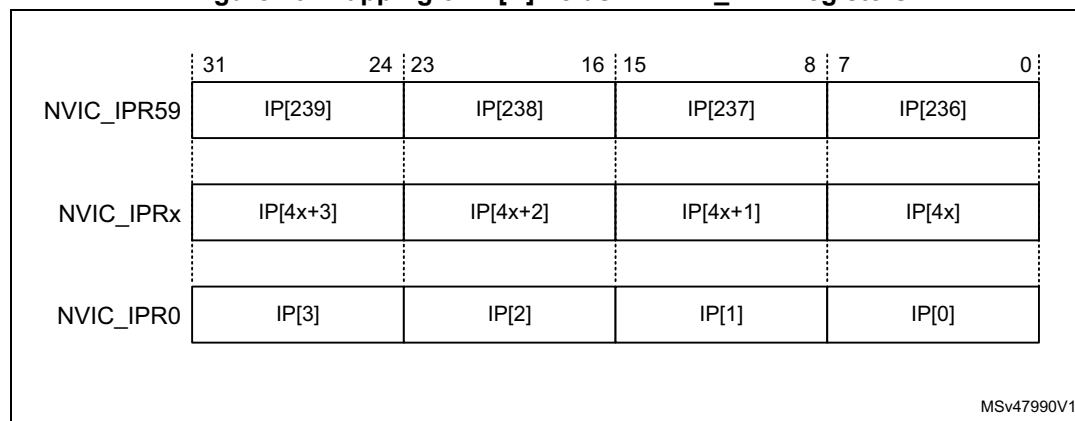 31 24 23 16 15 8 7 0
NVIC_IPR59 IP[239] IP[238] IP[237] IP[236]
NVIC_IPRx IP[4x+3] IP[4x+2] IP[4x+1] IP[4x]
NVIC_IPR0 IP[3] IP[2] IP[1] IP[0]
MSv47990V1